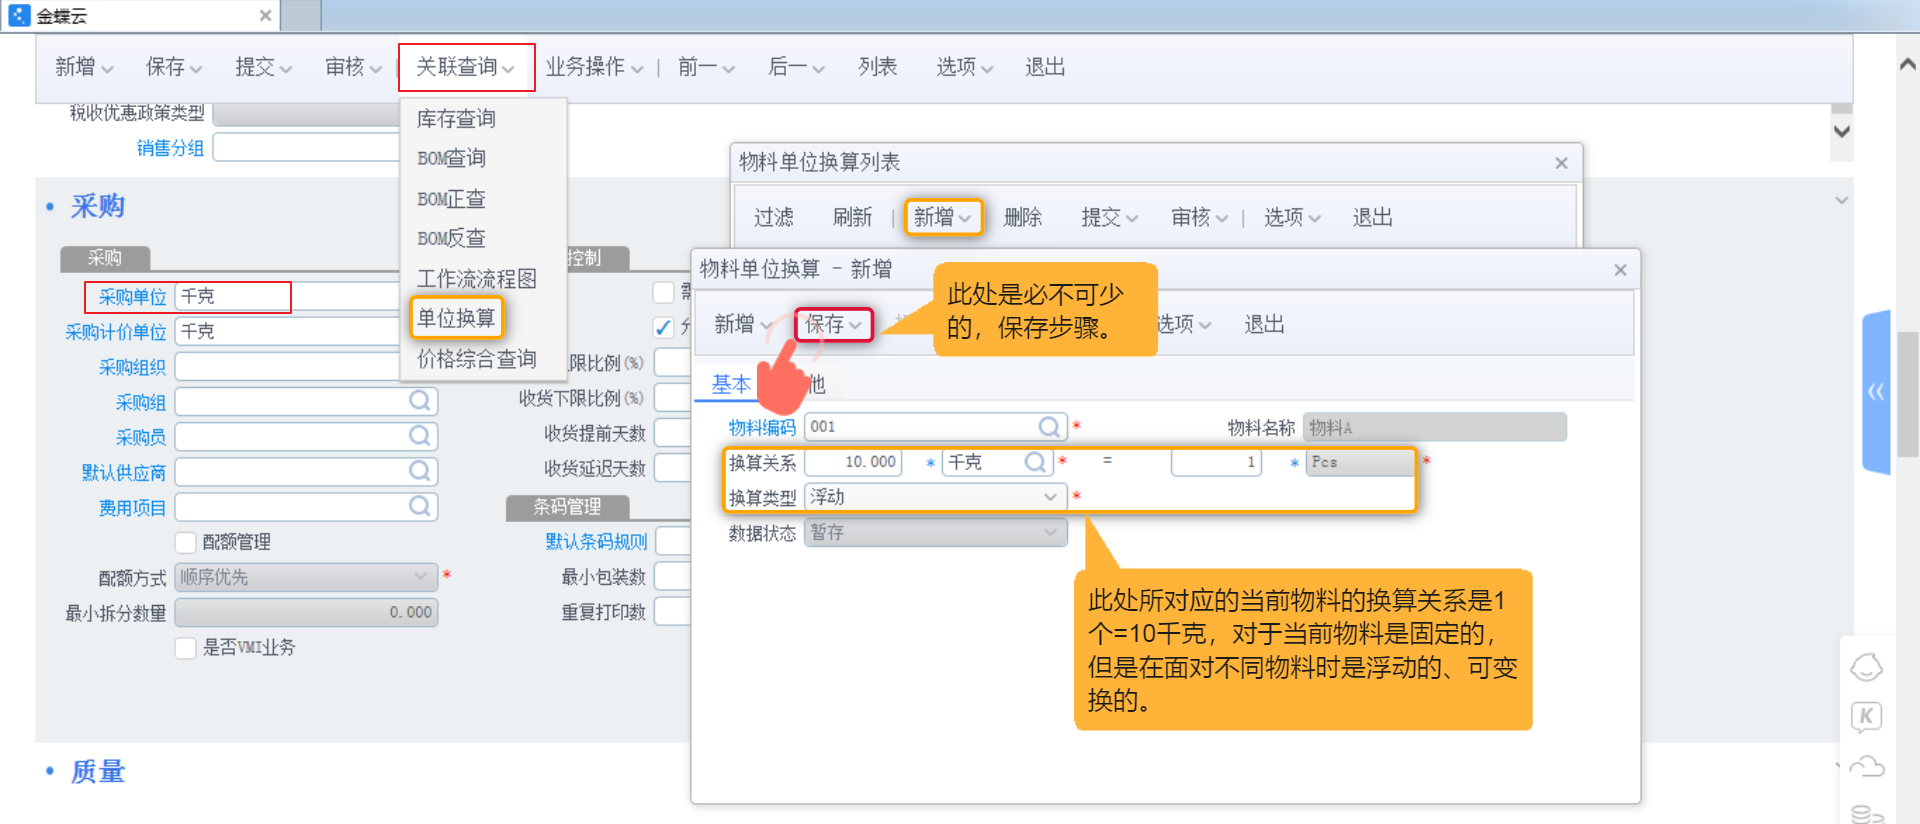 金蝶云
新增 保存 提交 审核 关联查询 业务操作 前一 后一 列表 选项 退出
税收优惠政策类型
销售分组
库存查询
BOM查询
BOM正查
BOM反查
工作流流程图
单位换算
价格综合查询
采购
采购
采购单位 千克
采购计价单位 千克
采购组织
采购组
采购员
默认供应商
费用项目
配额管理
配额方式 顺序优先 *
最小拆分数量 0.000
是否VMI业务
控制
限比例(%)
收货下限比例(%)
收货提前天数
收货延迟天数
条码管理
默认条码规则
最小包装数
重复打印数
质量
物料单位换算列表
过滤 刷新 新增 删除 提交 审核 选项 退出
物料单位换算 - 新增
新增 保存 选项 退出
此处是必不可少
的，保存步骤。
基本 他
物料编码 001 * 物料名称 物料A
换算关系 10.000 * 千克 * = 1 * Pcs *
换算类型 浮动 *
数据状态 暂存
此处所对应的当前物料的换算关系是1
个=10千克，对于当前物料是固定的，
但是在面对不同物料时是浮动的、可变
换的。